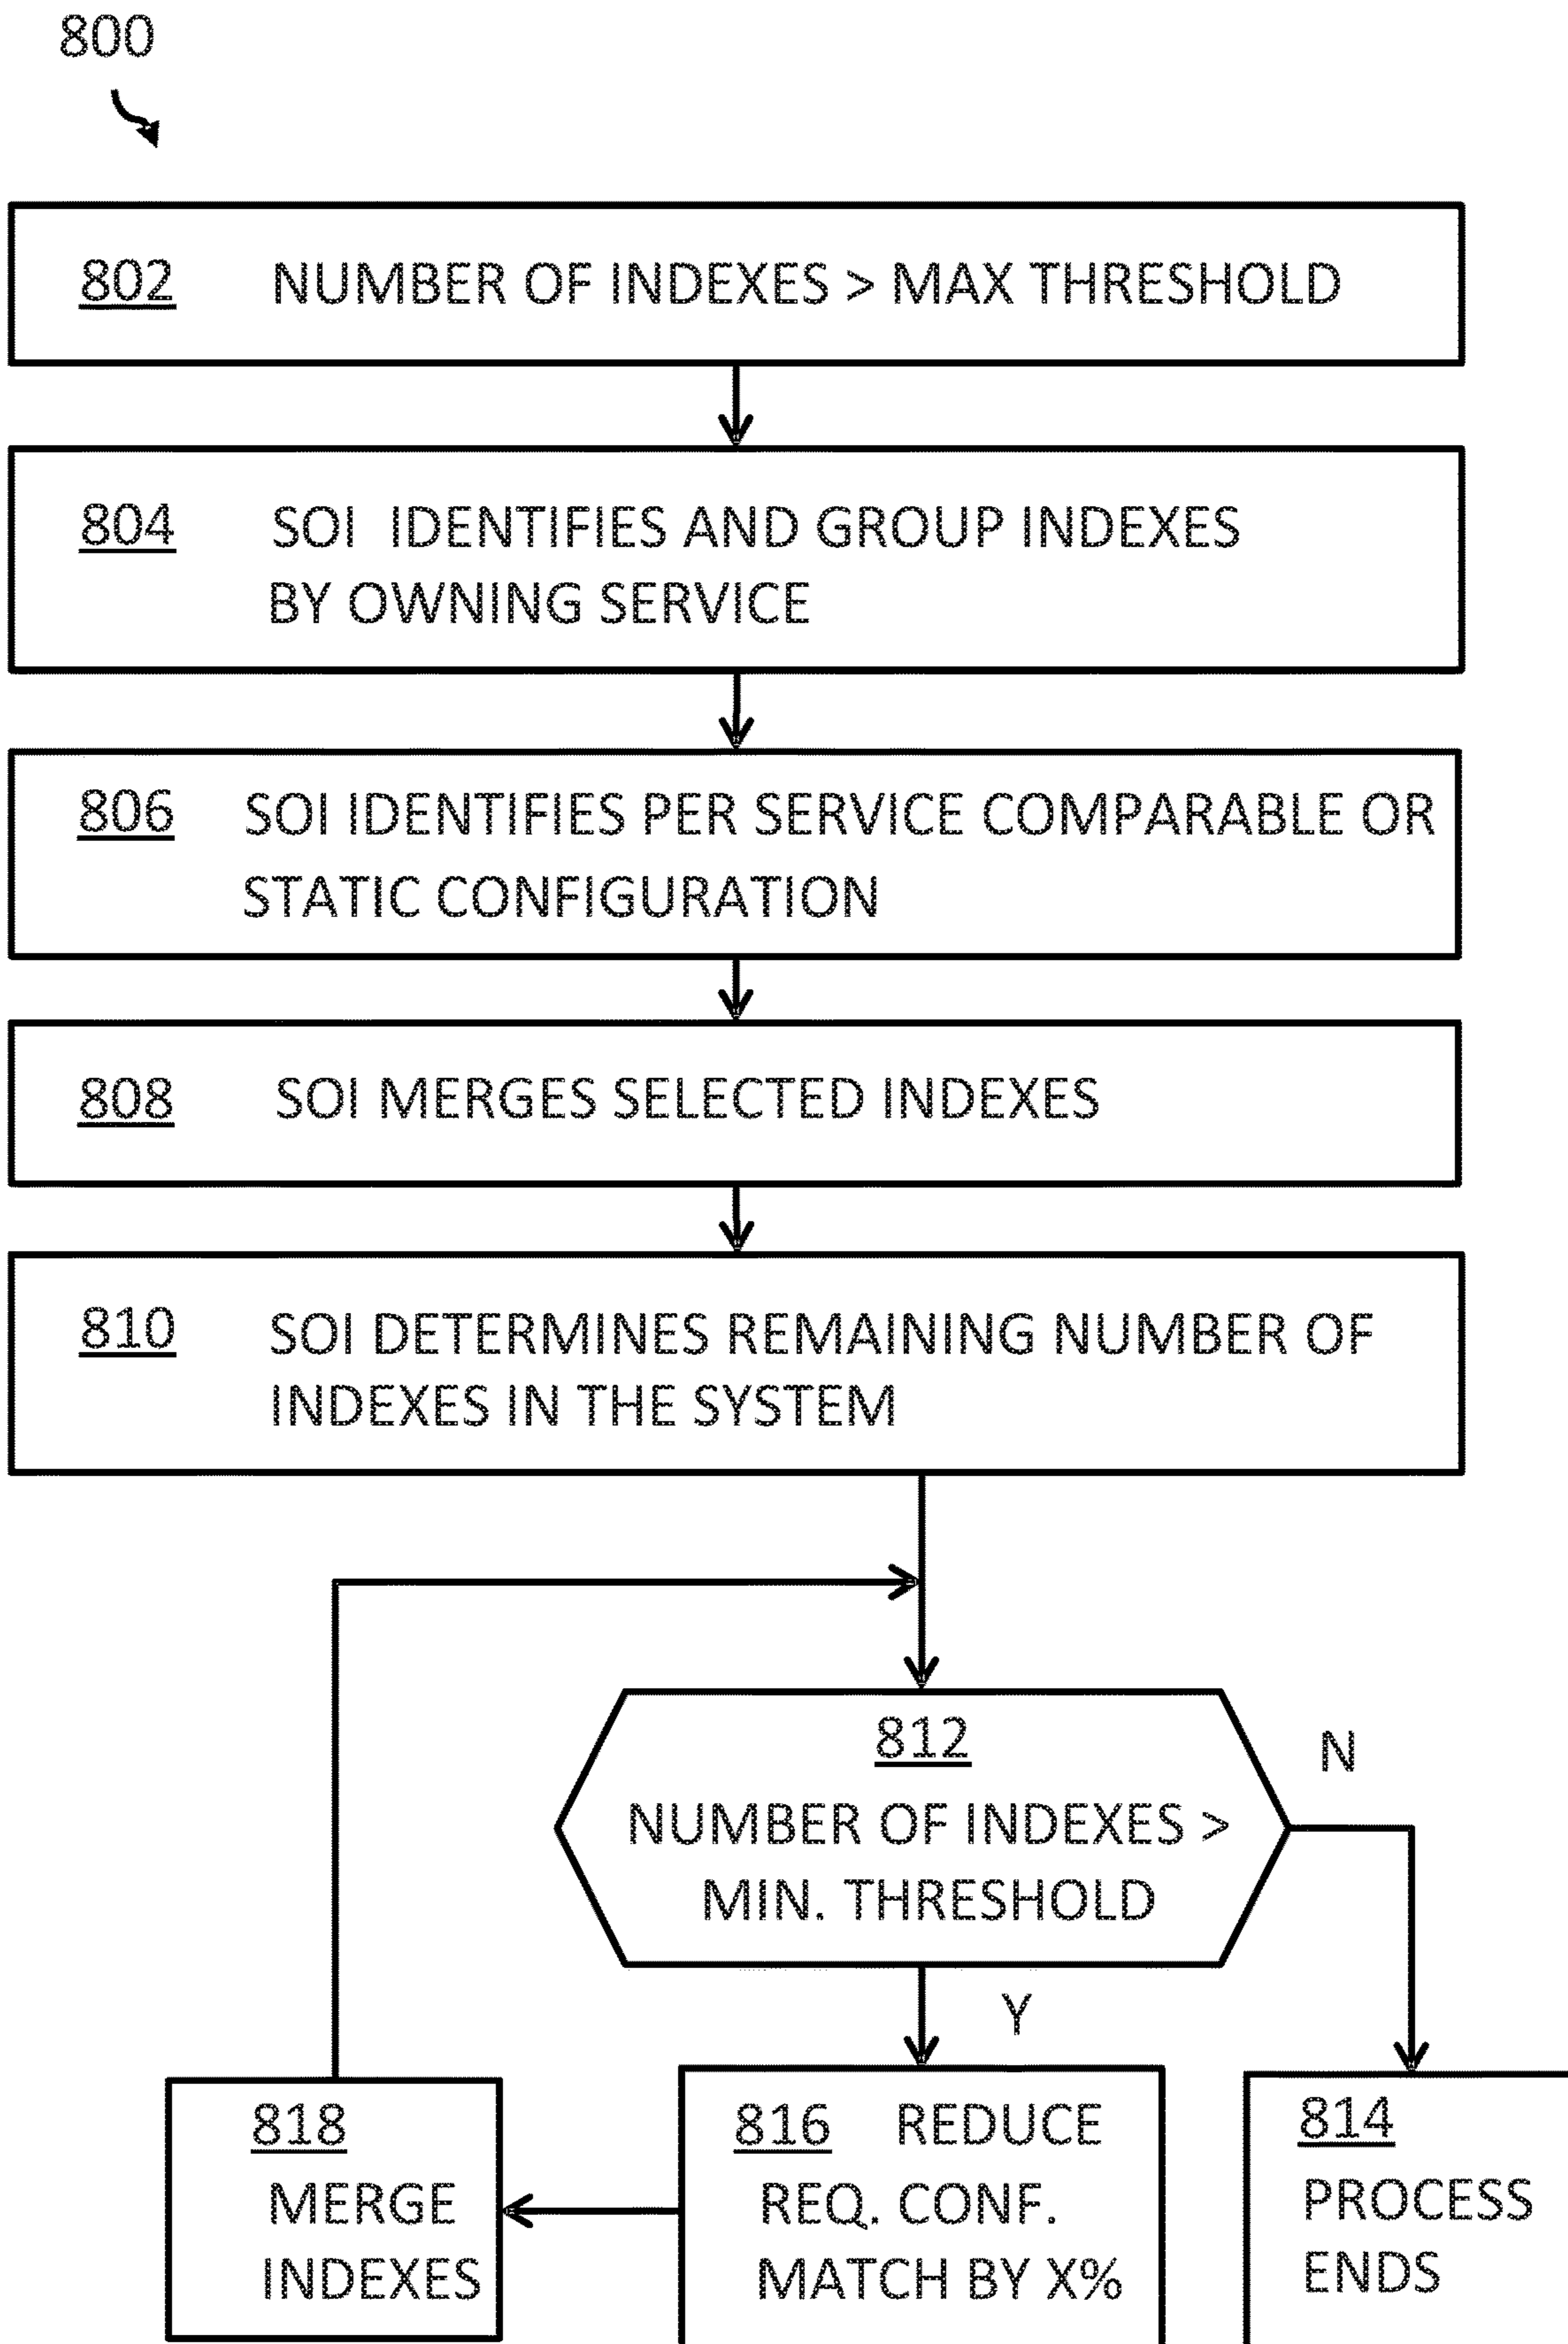 800
802 NUMBER OF INDEXES > MAX THRESHOLD
804 SOI IDENTIFIES AND GROUP INDEXES
BY OWNING SERVICE
806 SOI IDENTIFIES PER SERVICE COMPARABLE OR
STATIC CONFIGURATION
808 SOI MERGES SELECTED INDEXES
810 SOI DETERMINES REMAINING NUMBER OF
INDEXES IN THE SYSTEM
812
NUMBER OF INDEXES >
MIN. THRESHOLD
N
Y
818
MERGE
INDEXES
816 REDUCE
REQ. CONF.
MATCH BY X%
814
PROCESS
ENDS